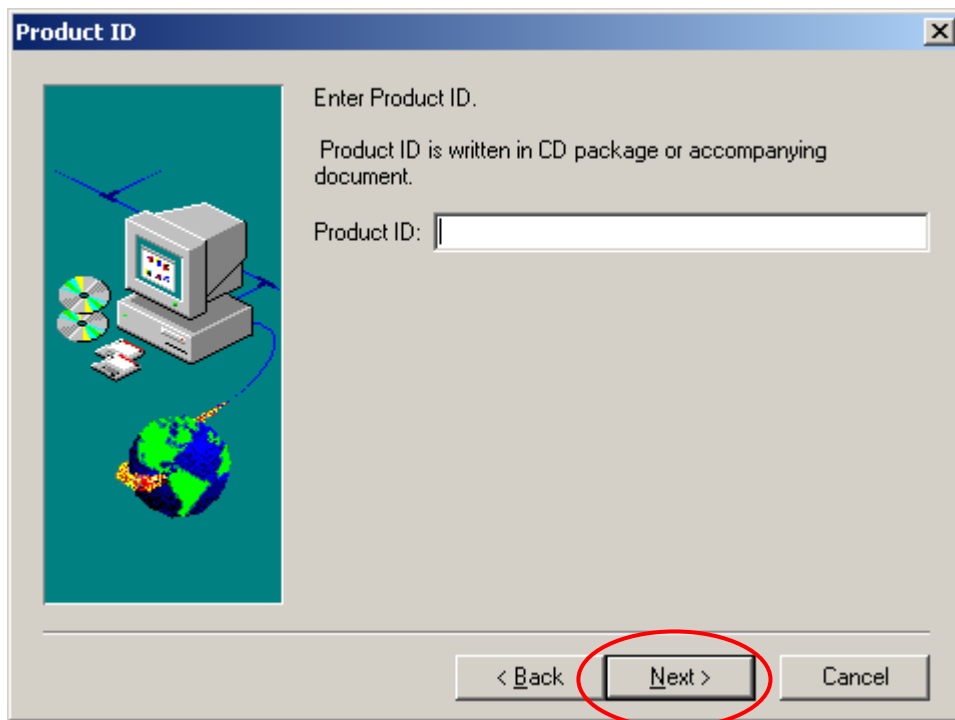 Product ID
Enter Product ID.
Product ID is written in CD package or accompanying
document.
Product ID:
< Back
Next >
Cancel